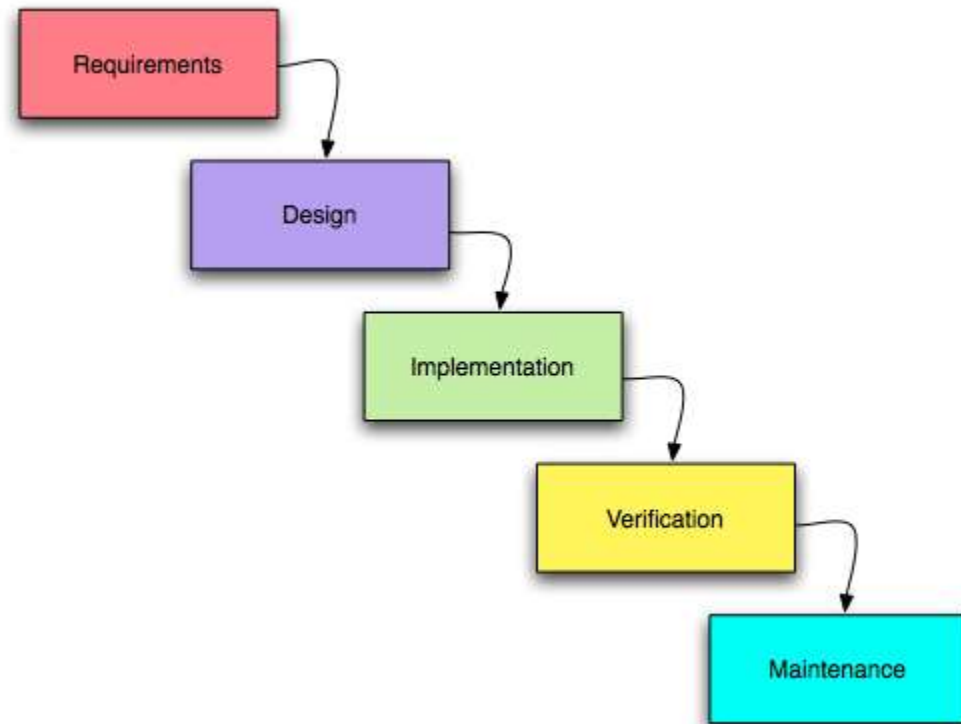 Requirements
Design
Implementation
Verification
Maintenance